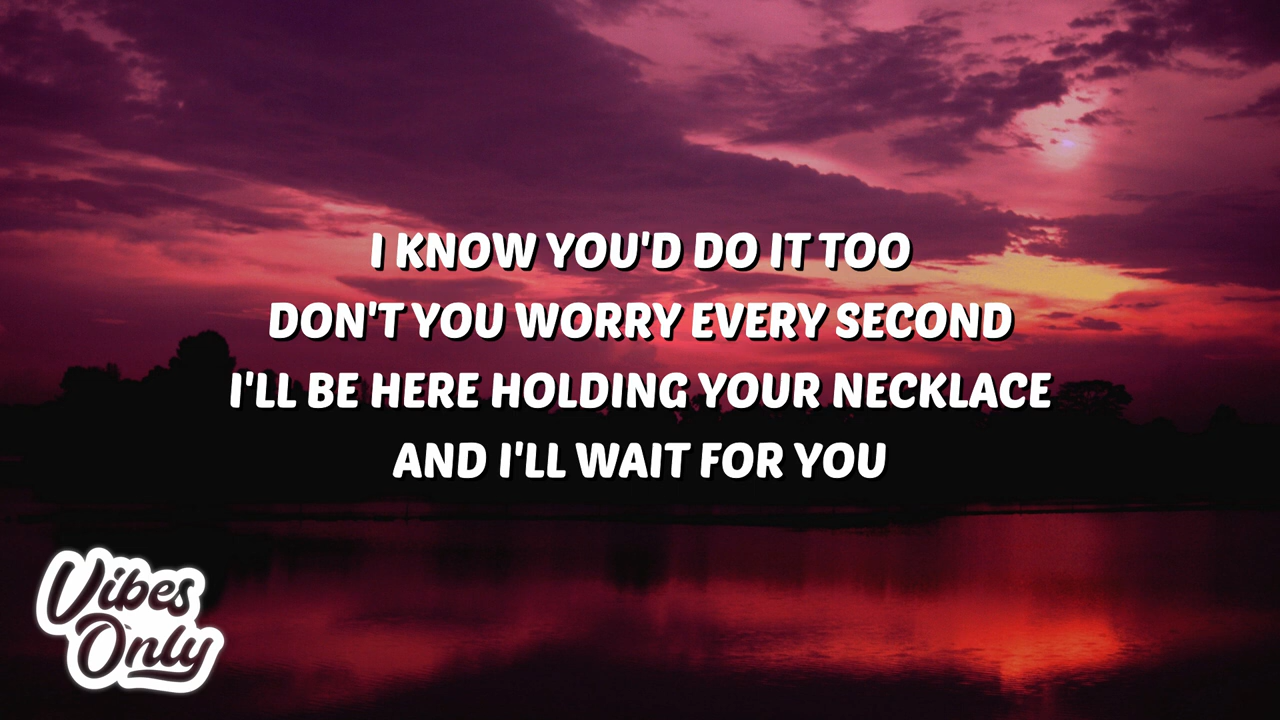 I KNOW YOU'D DO IT TOO
DON'T YOU WORRY EVERY SECOND
I'LL BE HERE HOLDING YOUR NECKLACE
AND I'LL WAIT FOR YOU
Vibes
Only